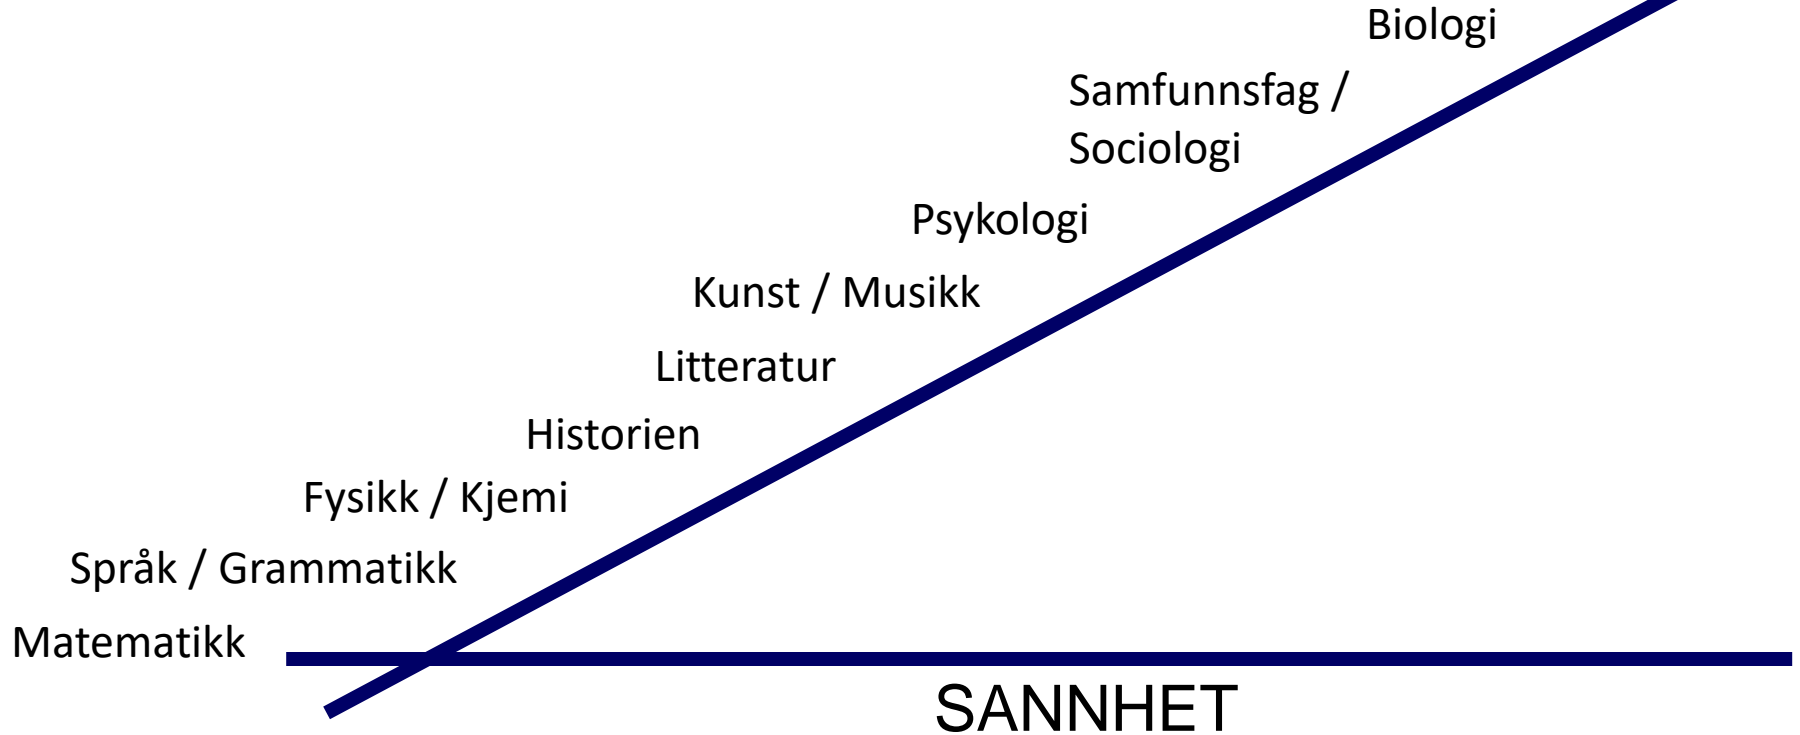 Biologi
Samfunnsfag /
Sociologi
Psykologi
Kunst / Musikk
Litteratur
Historien
Fysikk / Kjemi
Språk / Grammatikk
Matematikk
SANNHET